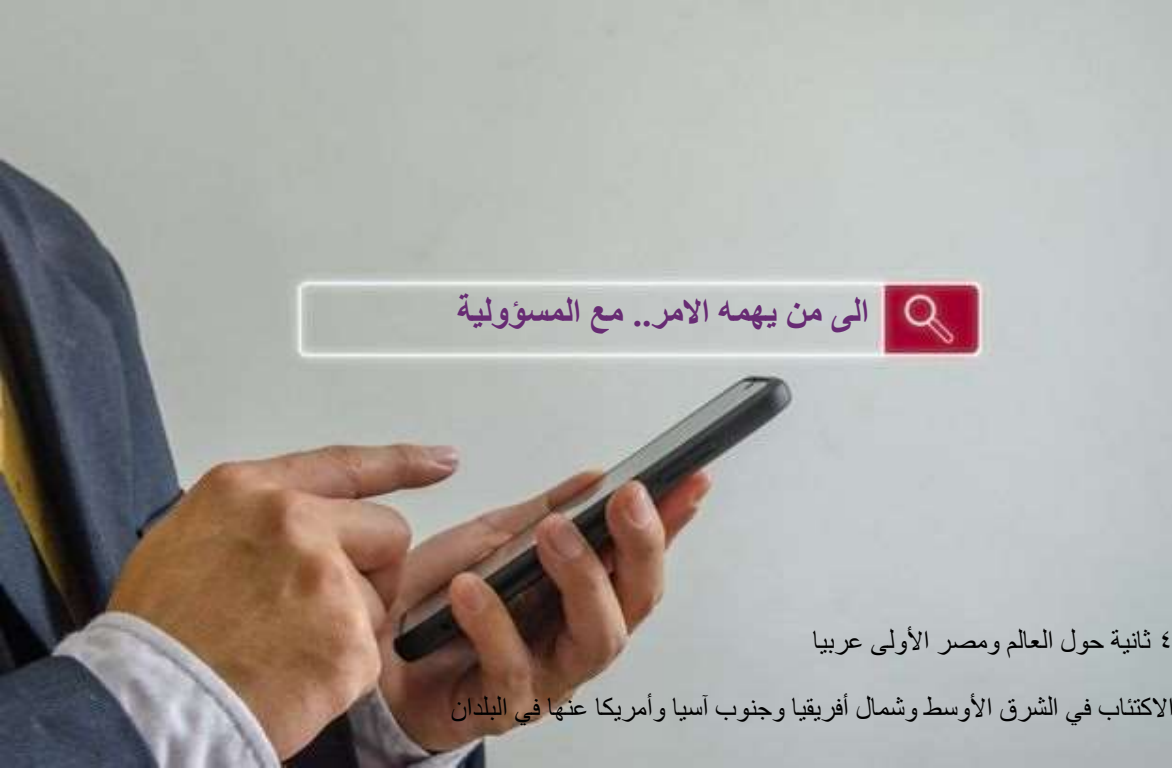 الى من يهمه الامر.. مع المسؤولية
٤ ثانية حول العالم ومصر الأولى عربيا
الاكتئاب في الشرق الأوسط وشمال أفريقيا وجنوب آسيا وأمريكا عنها في البلدان